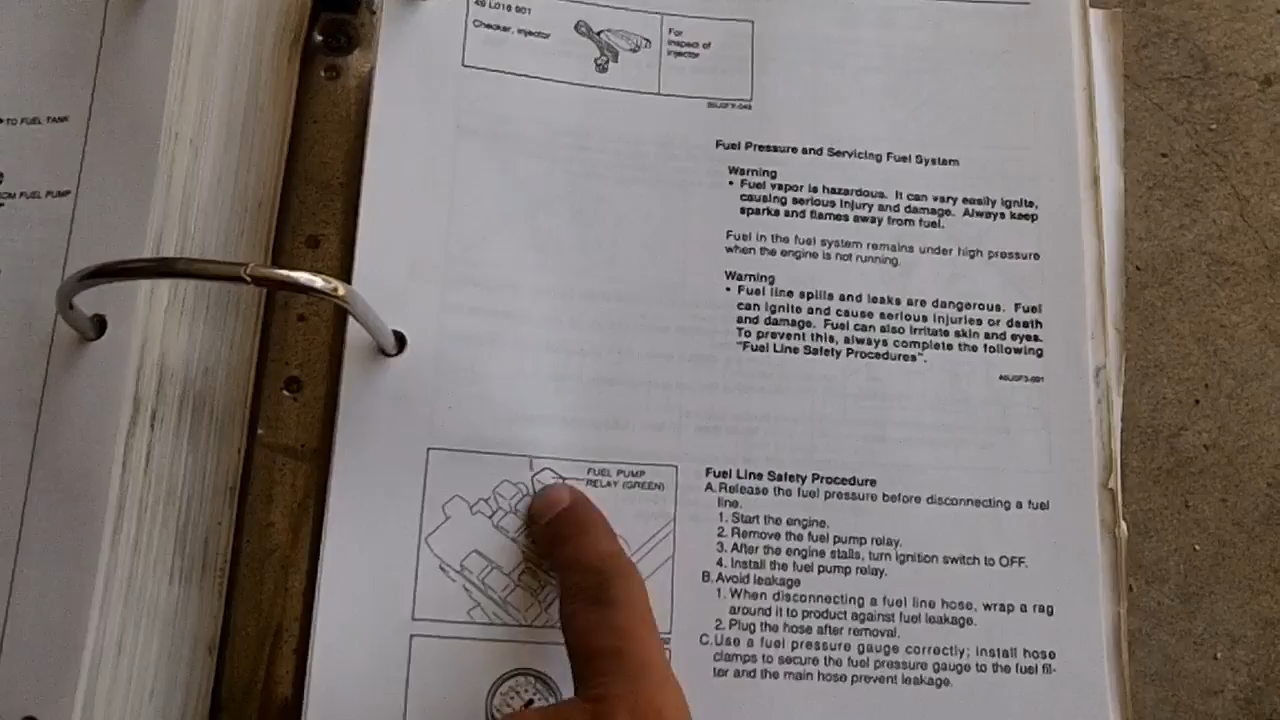 49 L018 901
Checker, injector
For
inspect of
injector
TO FUEL TANK
FUEL PUMP
Fuel Pressure and Servicing Fuel System
Warning
• Fuel vapor is hazardous. It can vary easily ignite,
causing serious injury and damage. Always keep
sparks and flames away from fuel.
Fuel in the fuel system remains under high pressure
when the engine is not running.
Warning
• Fuel line spills and leaks are dangerous. Fuel
can ignite and cause serious injuries or death
and damage. Fuel can also irritate skin and eyes.
To prevent this, always complete the following
"Fuel Line Safety Procedures".
FUEL PUMP
RELAY (GREEN)
Fuel Line Safety Procedure
A. Release the fuel pressure before disconnecting a fuel
line.
1. Start the engine.
2. Remove the fuel pump relay.
3. After the engine stalls, turn ignition switch to OFF.
4. Install the fuel pump relay.
B. Avoid leakage
1. When disconnecting a fuel line hose, wrap a rag
around it to product against fuel leakage.
2. Plug the hose after removal.
C. Use a fuel pressure gauge correctly; install hose
clamps to secure the fuel pressure gauge to the fuel fil-
ter and the main hose prevent leakage.